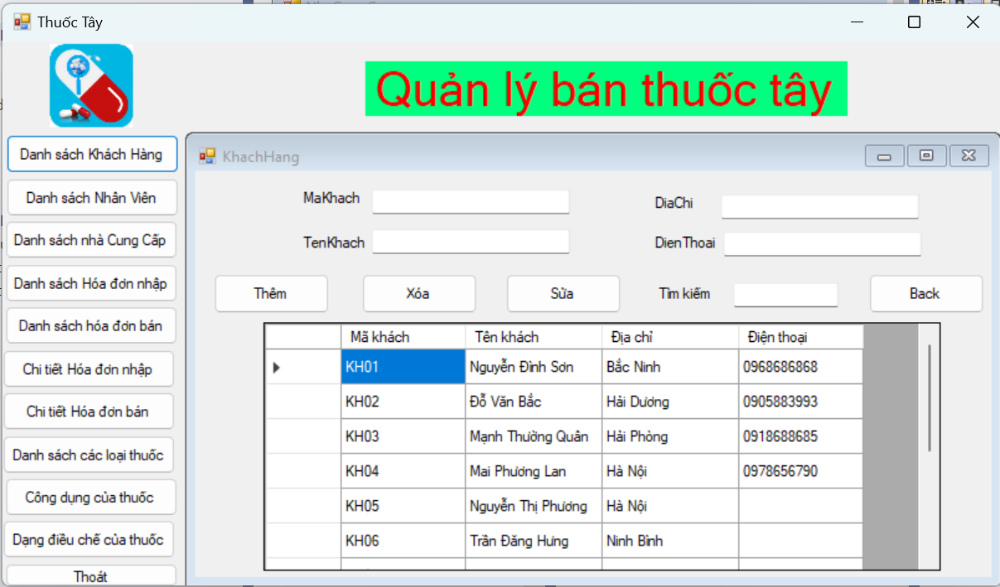 Thuốc Tây
Quản lý bán thuốc tây
Danh sách Khách Hàng
Danh sách Nhân Viên
Danh sách nhà Cung Cấp
Danh sách Hóa đơn nhập
Danh sách hóa đơn bán
Chi tiết Hóa đơn nhập
Chi tiết Hóa đơn bán
Danh sách các loại thuốc
Công dụng của thuốc
Dạng điều chế của thuốc
Thoát
KhachHang
MaKhach
DiaChi
TenKhach
DienThoai
Thêm Xóa Sửa Tìm kiếm Back
Mã khách Tên khách Địa chỉ Điện thoại
KH01 Nguyễn Đình Sơn Bắc Ninh 0968686868
KH02 Đỗ Văn Bắc Hải Dương 0905883993
KH03 Mạnh Thường Quân Hải Phòng 0918688685
KH04 Mai Phương Lan Hà Nội 0978656790
KH05 Nguyễn Thị Phương Hà Nội
KH06 Trần Đăng Hưng Ninh Bình